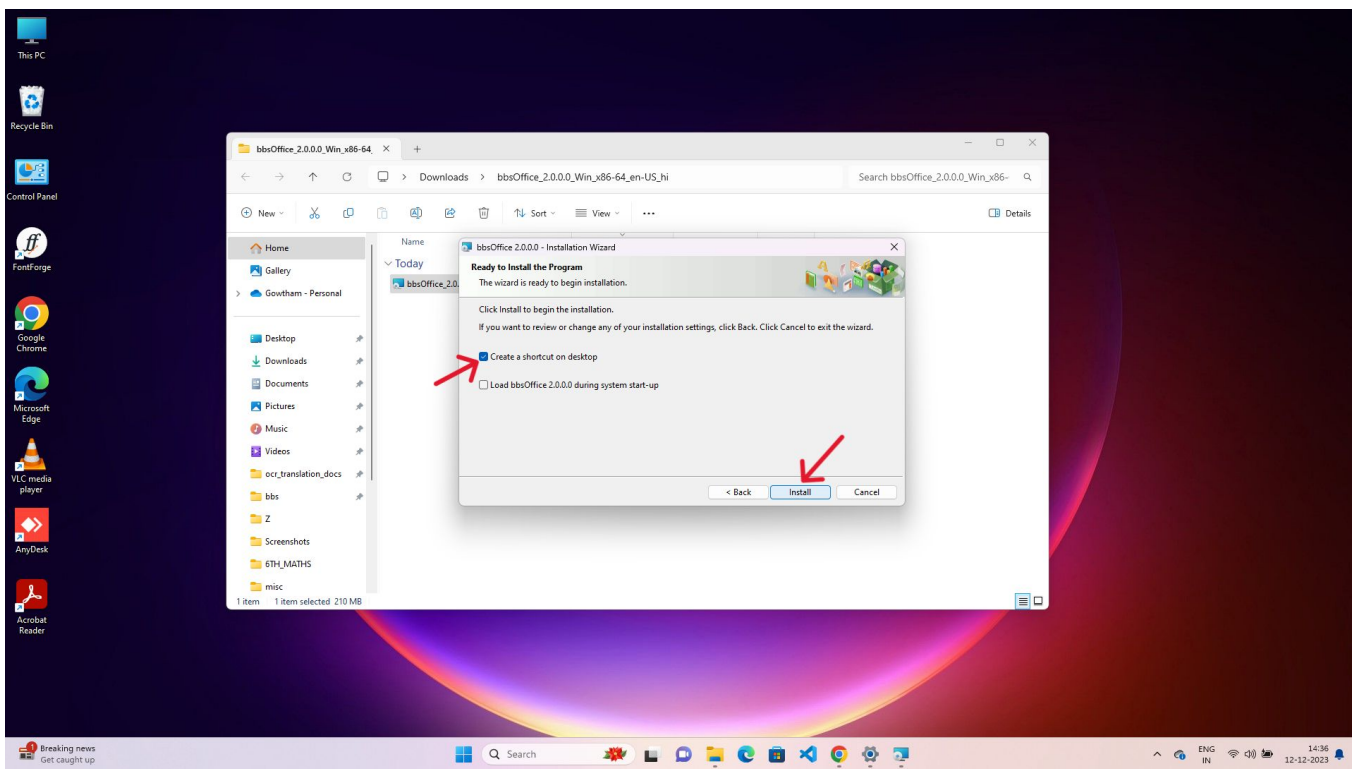 This PC
Recycle Bin
Control Panel
FontForge
Google
Chrome
Microsoft
Edge
VLC media
player
AnyDesk
Acrobat
Reader
bbsOffice_2.0.0.0_Win_x86-64_
Downloads > bbsOffice_2.0.0.0_Win_x86-64_en-US_hi
Search bbsOffice_2.0.0.0_Win_x86-
New Sort View ... Details
Home
Gallery
Gowtham - Personal
Desktop
Downloads
Documents
Pictures
Music
Videos
ocr_translation_docs
bbs
Z
Screenshots
6TH_MATHS
misc
Name
Today
bbsOffice_2.0.
1 item 1 item selected 210 MB
bbsOffice 2.0.0.0 - Installation Wizard
Ready to Install the Program
The wizard is ready to begin installation.
Click Install to begin the installation.
If you want to review or change any of your installation settings, click Back. Click Cancel to exit the wizard.
Create a shortcut on desktop
Load bbsOffice 2.0.0.0 during system start-up
< Back Install Cancel
1
Breaking news
Get caught up
Search
ENG
IN
14:36
12-12-2023